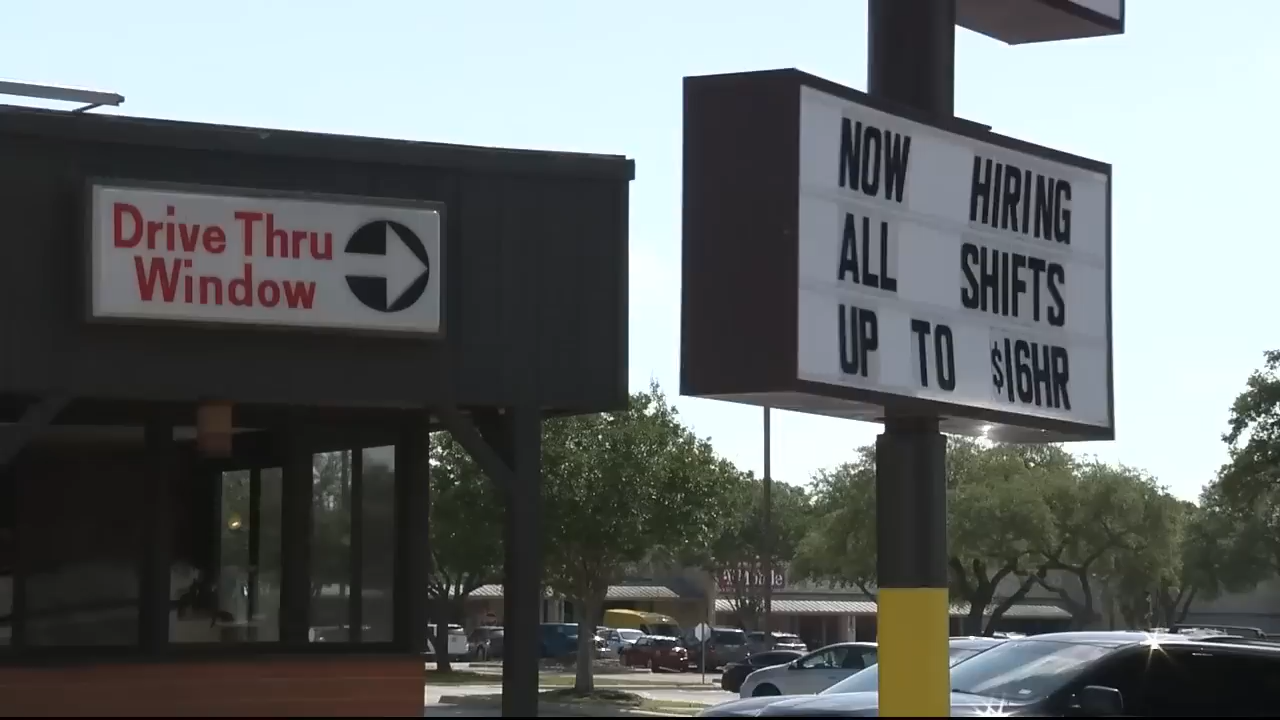 Drive Thru
Window
NOW HIRING
ALL SHIFTS
UP TO $16HR